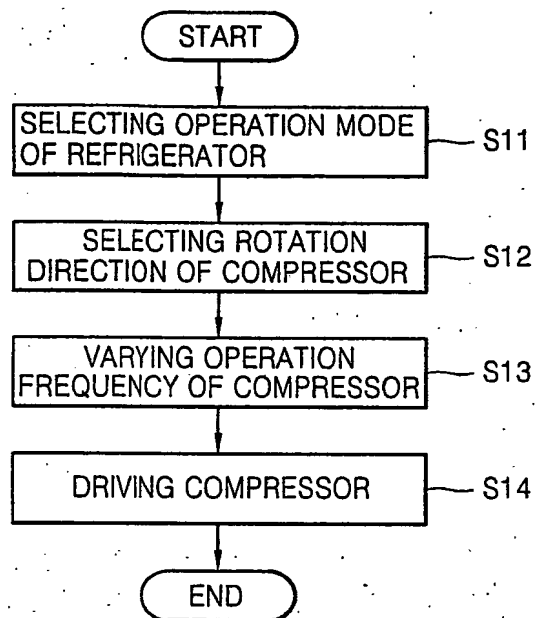 START
SELECTING OPERATION MODE
OF REFRIGERATOR
S11
SELECTING ROTATION
DIRECTION OF COMPRESSOR
S12
VARYING OPERATION
FREQUENCY OF COMPRESSOR
S13
DRIVING COMPRESSOR
S14
END